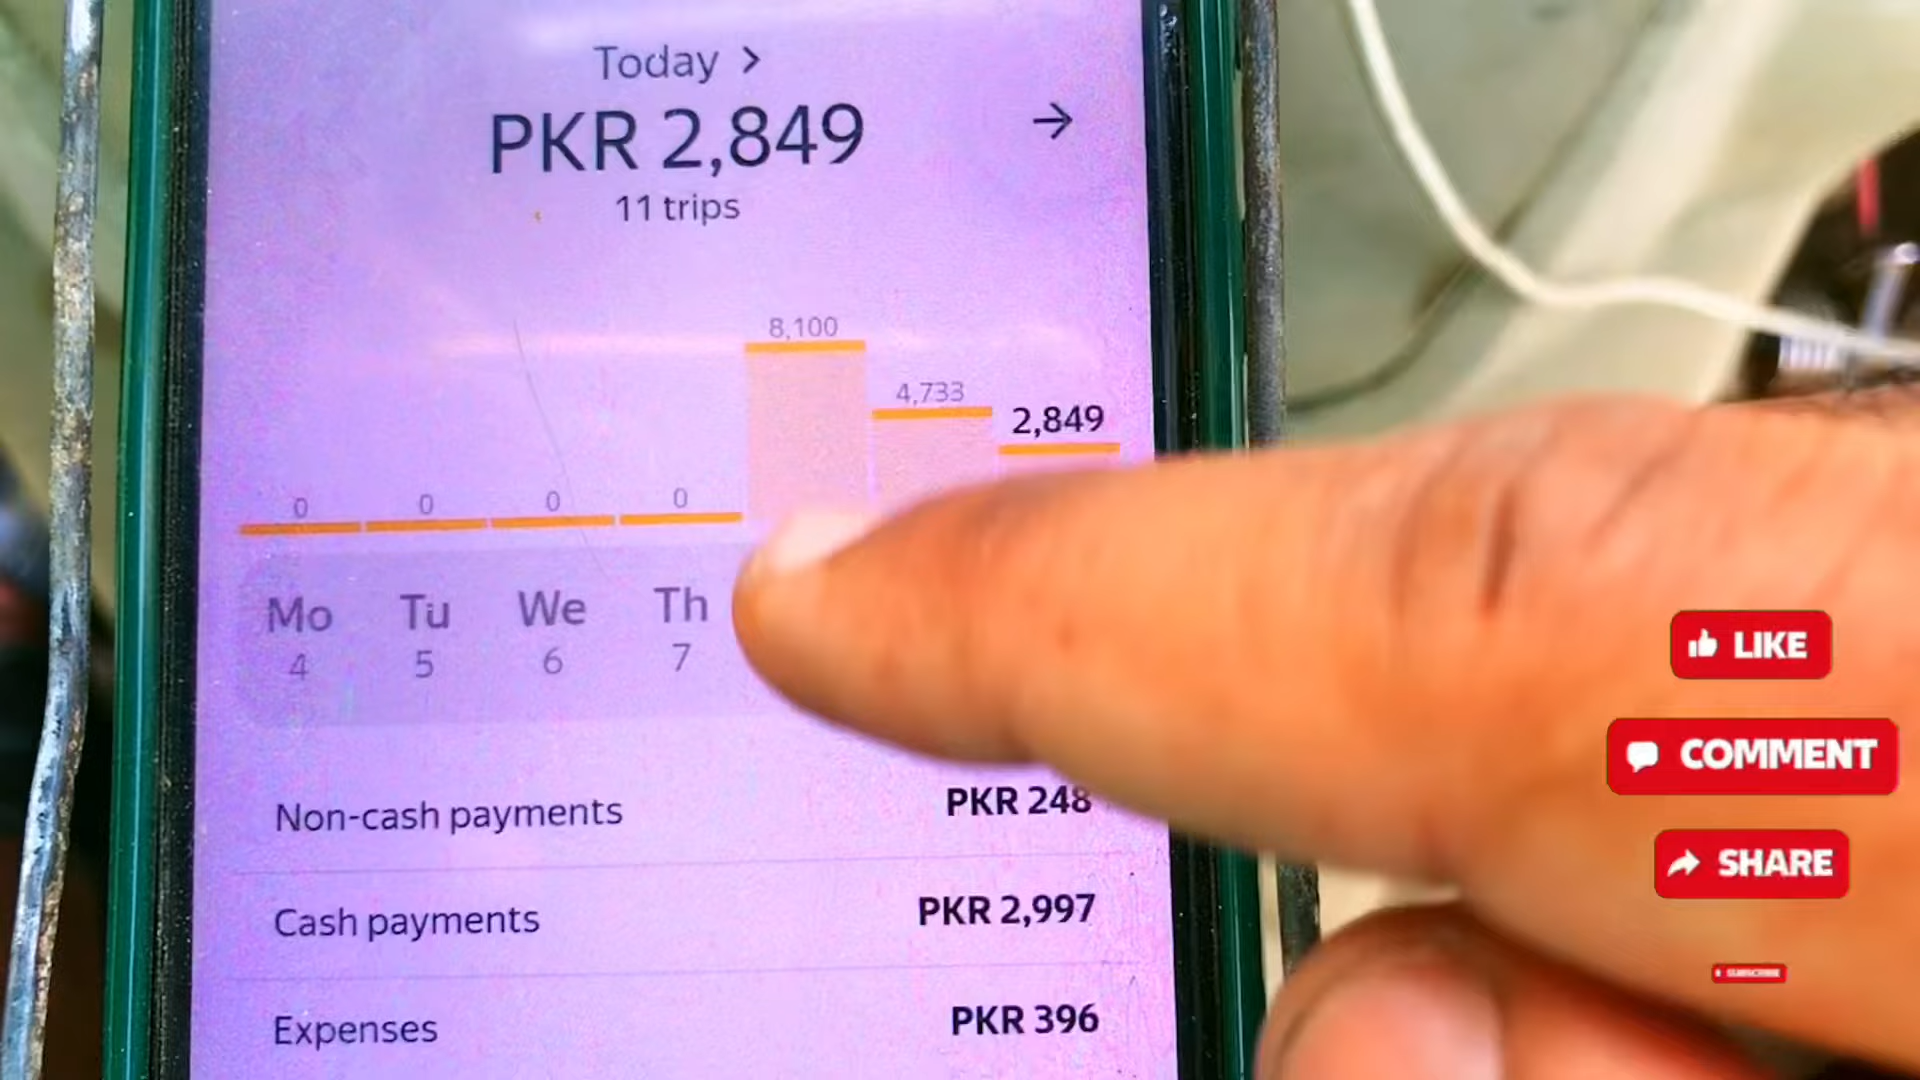 Today >
PKR 2,849 →
11 trips
8,100
4,733
2,849
0 0 0 0
Mo Tu We Th
4 5 6 7
Non-cash payments PKR 248
Cash payments PKR 2,997
Expenses PKR 396
LIKE
COMMENT
SHARE
SUBSCRIBE